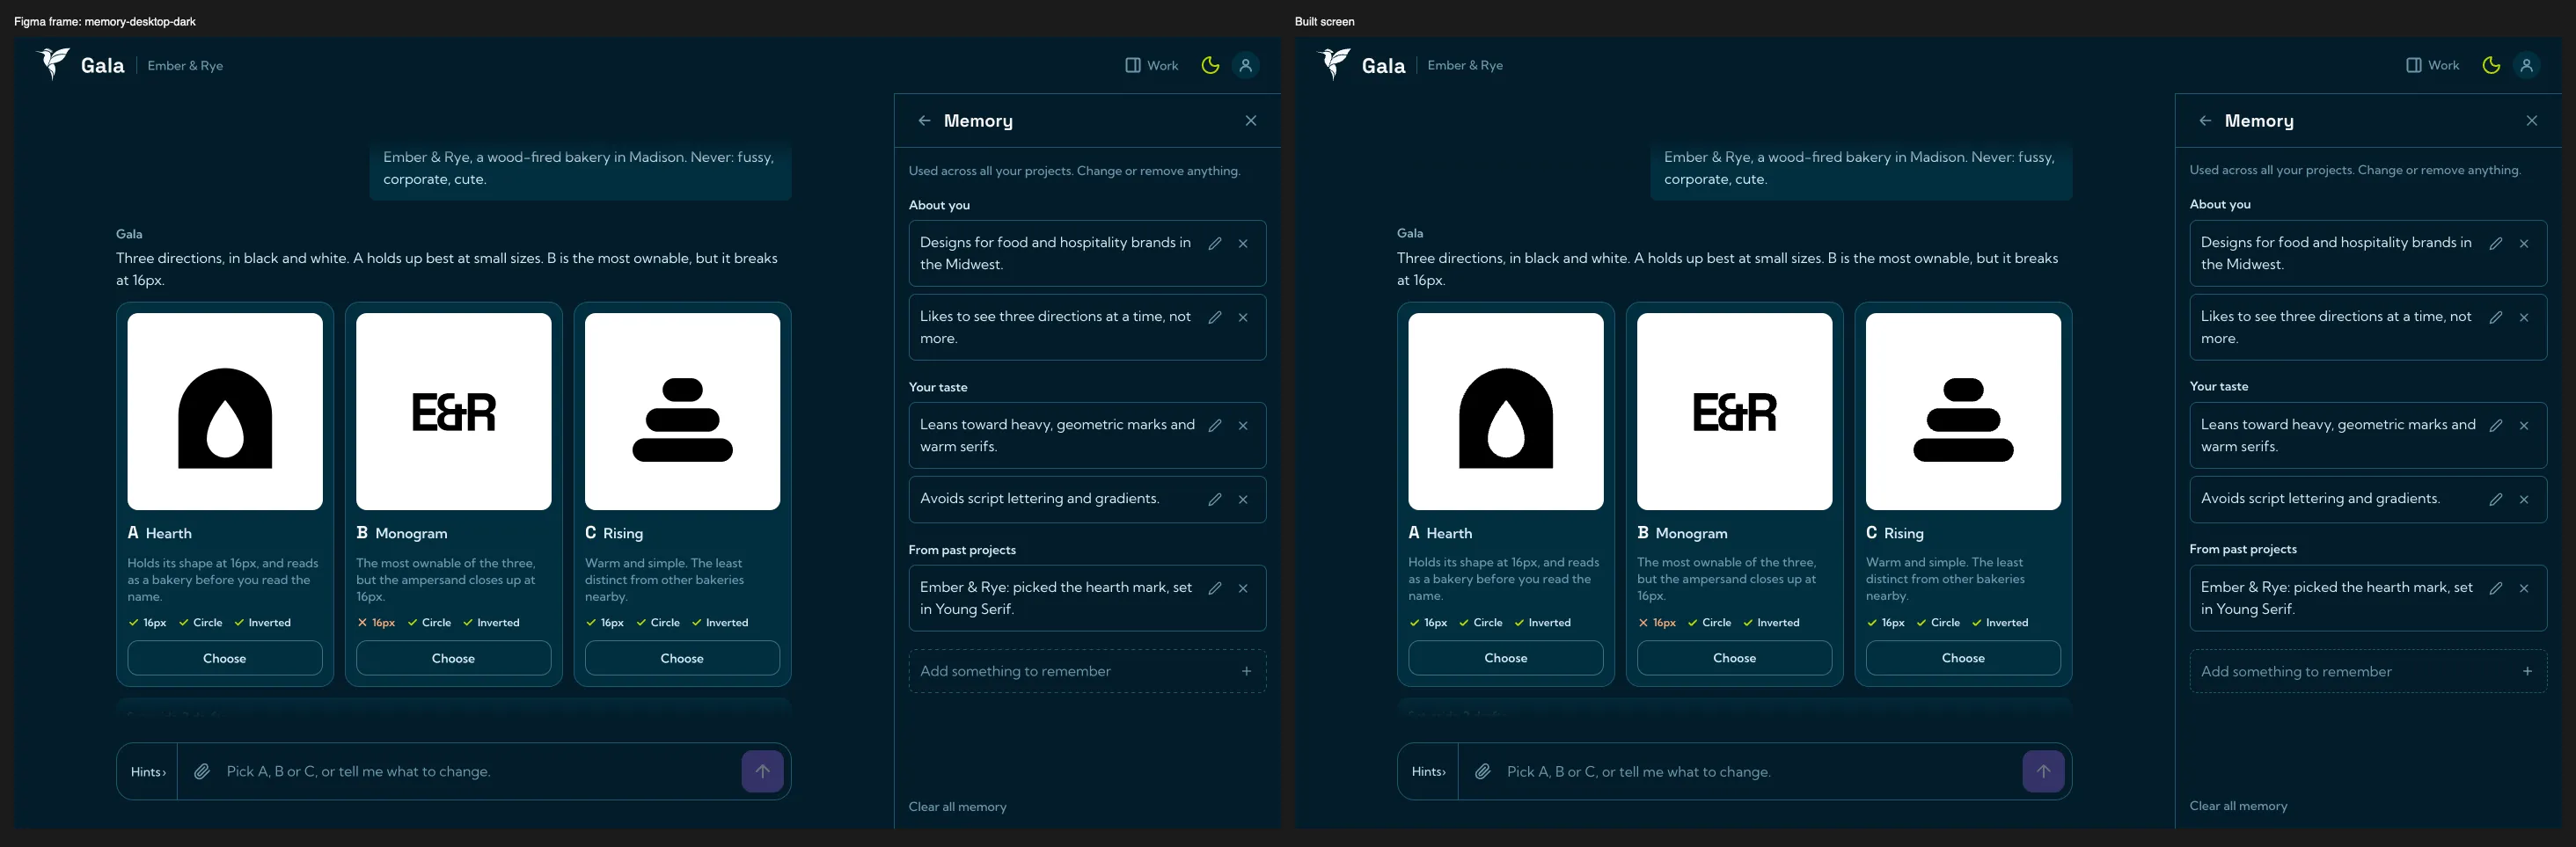 Figma frame: memory-desktop-dark
Gala
Ember & Rye
Work
Memory
Ember & Rye, a wood-fired bakery in Madison. Never: fussy,
corporate, cute.
Gala
Three directions, in black and white. A holds up best at small sizes. B is the most ownable, but it breaks
at 16px.
E&R
A Hearth
Holds its shape at 16px, and reads
as a bakery before you read the
name.
16px Circle Inverted
Choose
B Monogram
The most ownable of the three,
but the ampersand closes up at
16px.
16px Circle Inverted
Choose
C Rising
Warm and simple. The least
distinct from other bakeries
nearby.
16px Circle Inverted
Choose
Hints›
Pick A, B or C, or tell me what to change.
Used across all your projects. Change or remove anything.
About you
Designs for food and hospitality brands in
the Midwest.
Likes to see three directions at a time, not
more.
Your taste
Leans toward heavy, geometric marks and
warm serifs.
Avoids script lettering and gradients.
From past projects
Ember & Rye: picked the hearth mark, set
in Young Serif.
Add something to remember
Clear all memory
Built screen
Gala
Ember & Rye
Work
Memory
Ember & Rye, a wood-fired bakery in Madison. Never: fussy,
corporate, cute.
Gala
Three directions, in black and white. A holds up best at small sizes. B is the most ownable, but it breaks
at 16px.
E&R
A Hearth
Holds its shape at 16px, and reads
as a bakery before you read the
name.
16px Circle Inverted
Choose
B Monogram
The most ownable of the three,
but the ampersand closes up at
16px.
16px Circle Inverted
Choose
C Rising
Warm and simple. The least
distinct from other bakeries
nearby.
16px Circle Inverted
Choose
Hints›
Pick A, B or C, or tell me what to change.
Used across all your projects. Change or remove anything.
About you
Designs for food and hospitality brands in
the Midwest.
Likes to see three directions at a time, not
more.
Your taste
Leans toward heavy, geometric marks and
warm serifs.
Avoids script lettering and gradients.
From past projects
Ember & Rye: picked the hearth mark, set
in Young Serif.
Add something to remember
Clear all memory